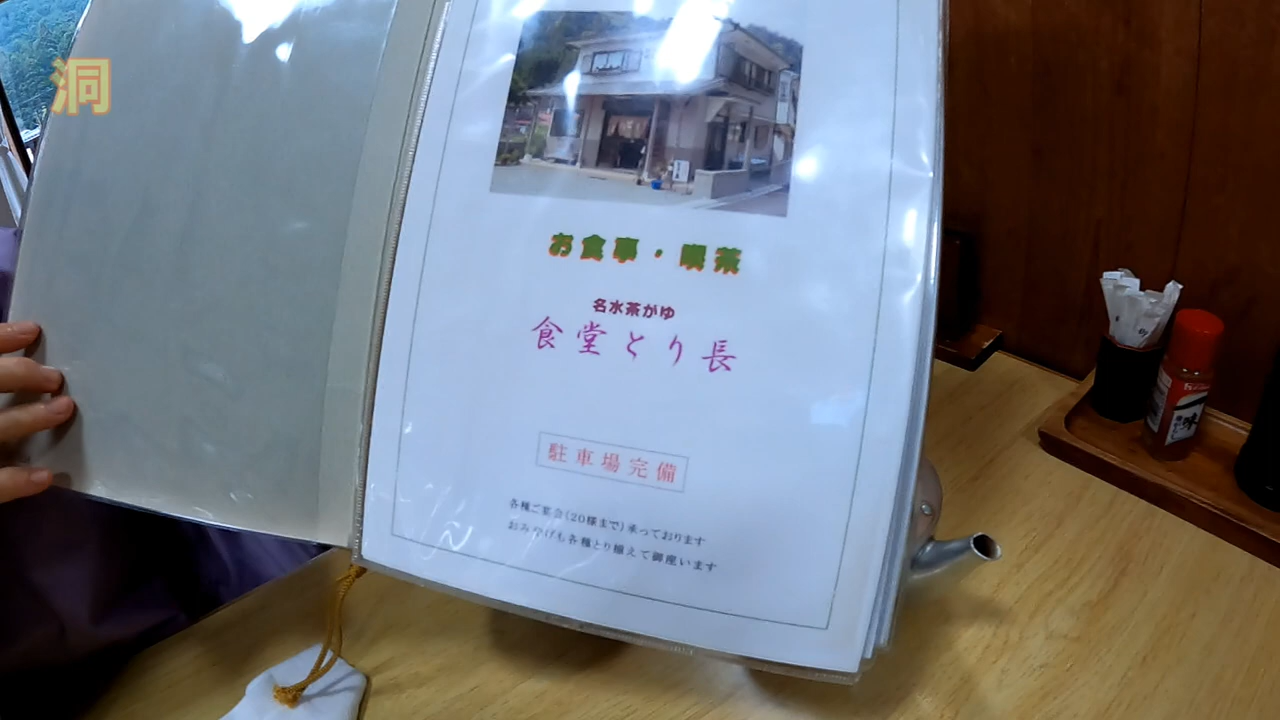 洞
お食事・喫茶
名水茶がゆ
食堂とり長
駐車場完備
各種ご宴会(20様まで)承っております
おみやげも各種とり揃えて御座います
味